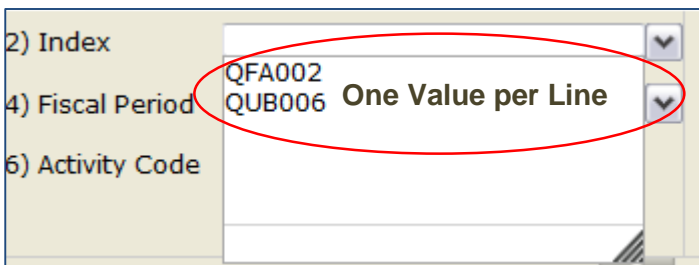 2) Index
QFA002
4) Fiscal Period
QUB006
One Value per Line
6) Activity Code